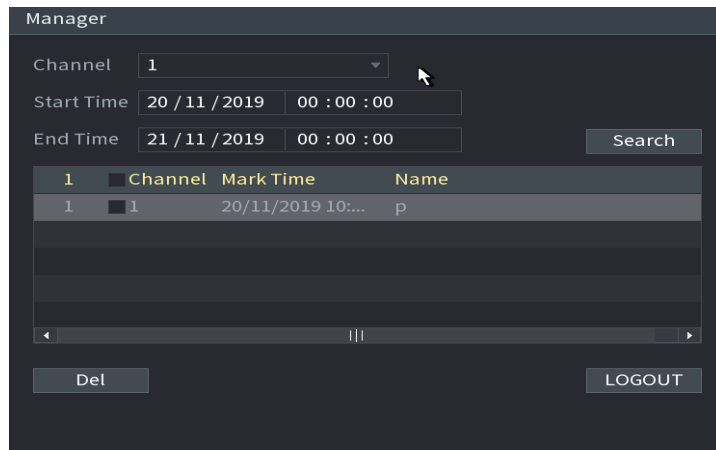 Manager
Channel 1
Start Time 20 / 11 / 2019 00 : 00 : 00
End Time 21 / 11 / 2019 00 : 00 : 00
Search
1 Channel Mark Time Name
1 1 20/11/2019 10:... p
Del LOGOUT